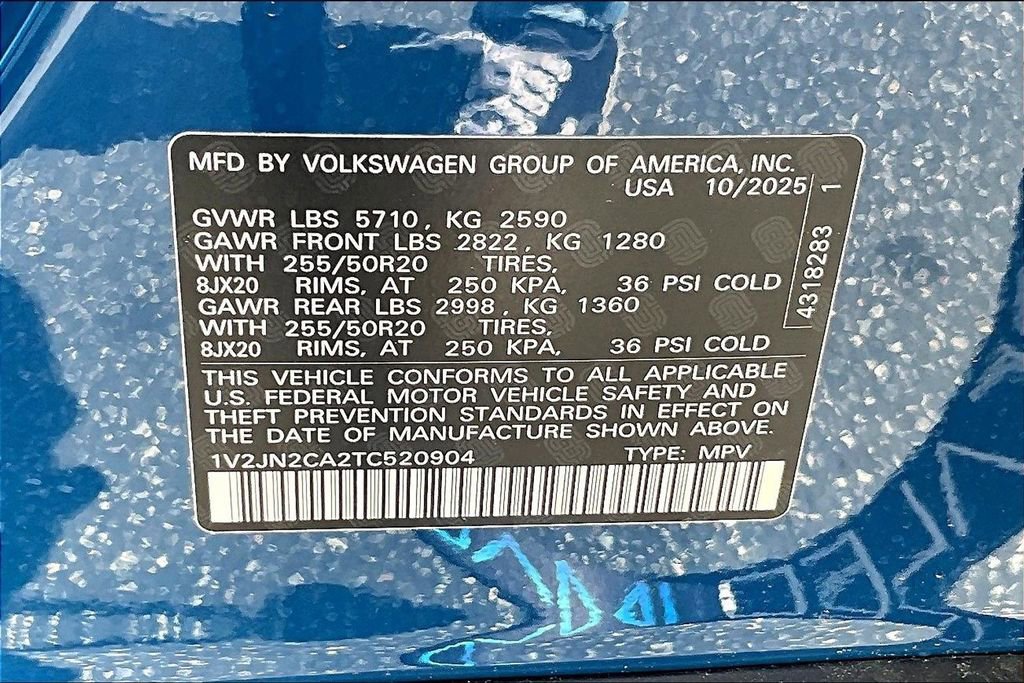 MFD BY VOLKSWAGEN GROUP OF AMERICA, INC.
USA 10/2025
GVWR LBS 5710, KG 2590
GAWR FRONT LBS 2822, KG 1280
WITH 255/50R20 TIRES,
8JX20 RIMS, AT 250 KPA, 36 PSI COLD
GAWR REAR LBS 2998, KG 1360
WITH 255/50R20 TIRES,
8JX20 RIMS, AT 250 KPA, 36 PSI COLD
4318283 1
THIS VEHICLE CONFORMS TO ALL APPLICABLE
U.S. FEDERAL MOTOR VEHICLE SAFETY AND
THEFT PREVENTION STANDARDS IN EFFECT ON
THE DATE OF MANUFACTURE SHOWN ABOVE.
1V2JN2CA2TC520904 TYPE: MPV